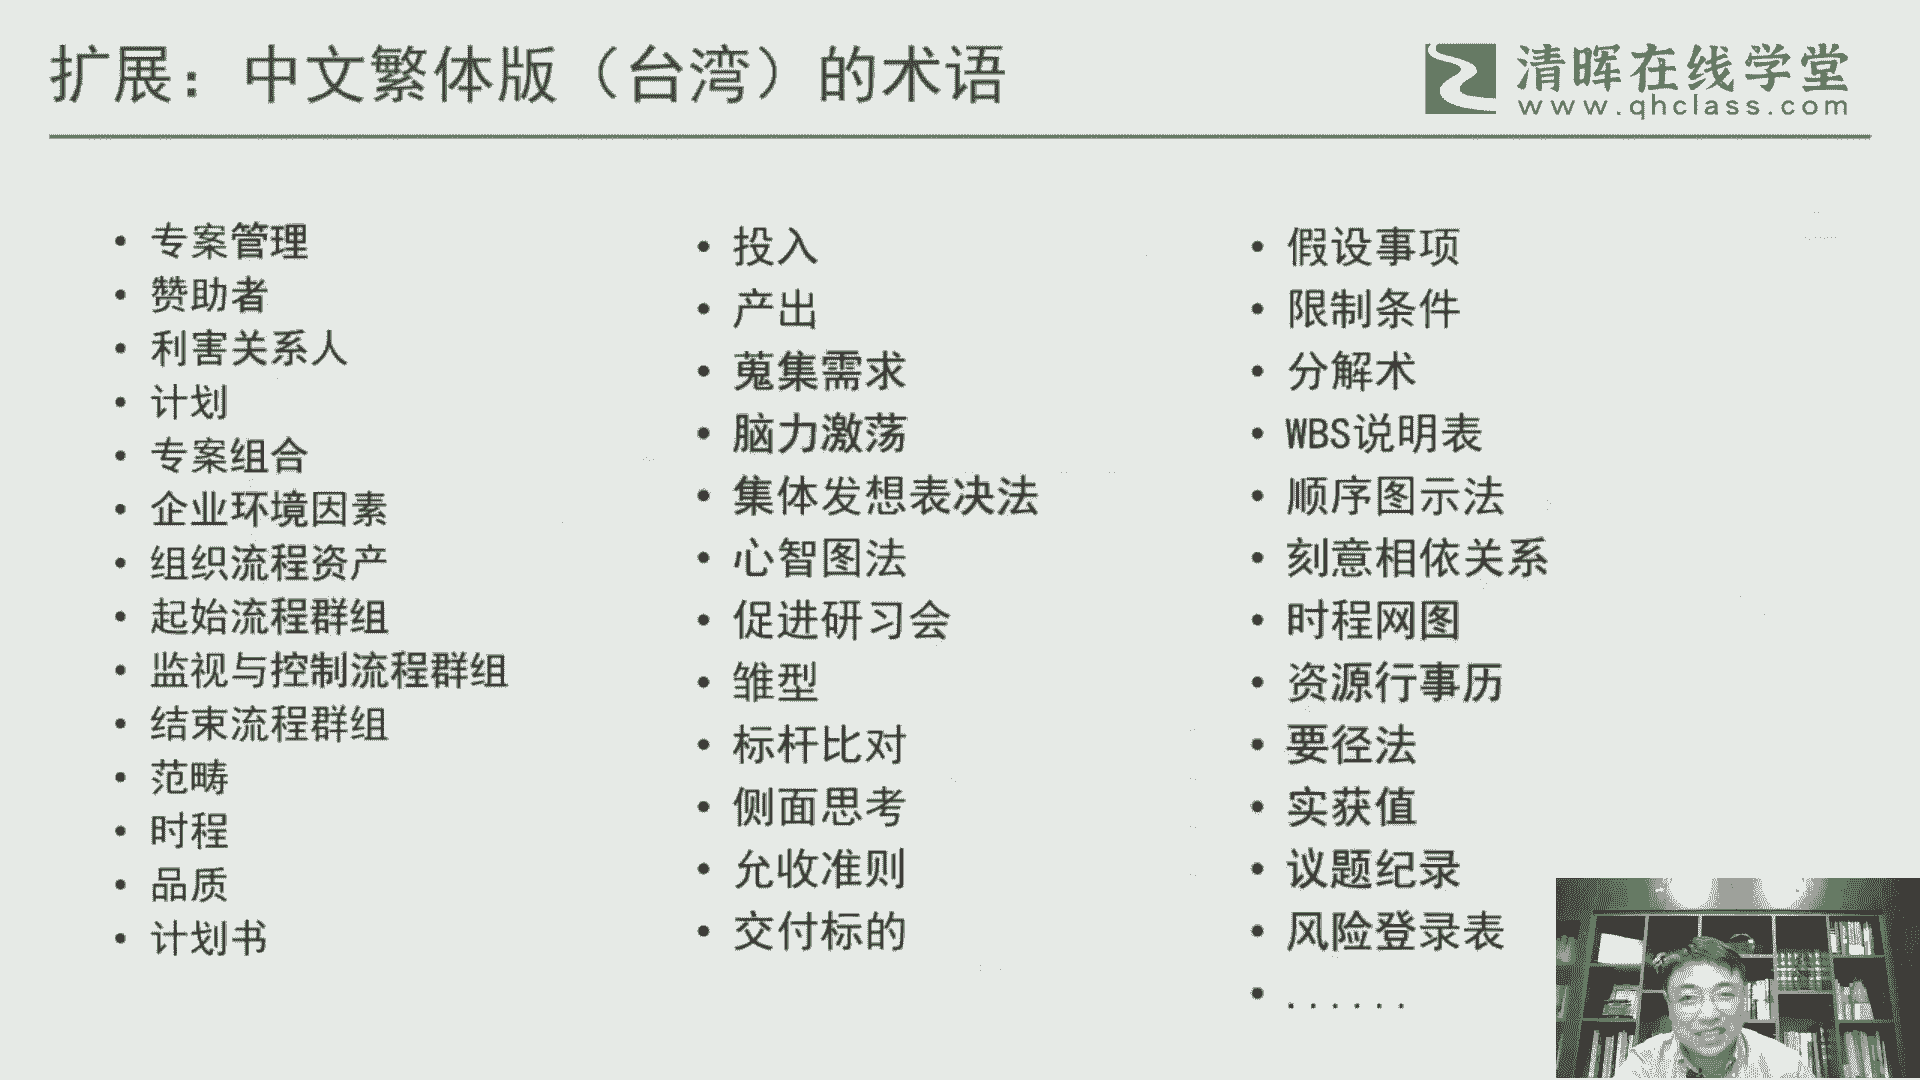 扩展：中文繁体版（台湾）的术语
清晖在线学堂
www.qhclass.com
• 专案管理
• 赞助者
• 利害关系人
• 计划
• 专案组合
• 企业环境因素
• 组织流程资产
• 起始流程群组
• 监视与控制流程群组
• 结束流程群组
• 范畴
• 时程
• 品质
• 计划书
• 投入
• 产出
• 蒐集需求
• 脑力激荡
• 集体发想表决法
• 心智图法
• 促进研习会
• 雏型
• 标杆比对
• 侧面思考
• 允收准则
• 交付标的
• 假设事项
• 限制条件
• 分解术
• WBS说明表
• 顺序图示法
• 刻意相依关系
• 时程网图
• 资源行事历
• 要径法
• 实获值
• 议题纪录
• 风险登录表
• ......